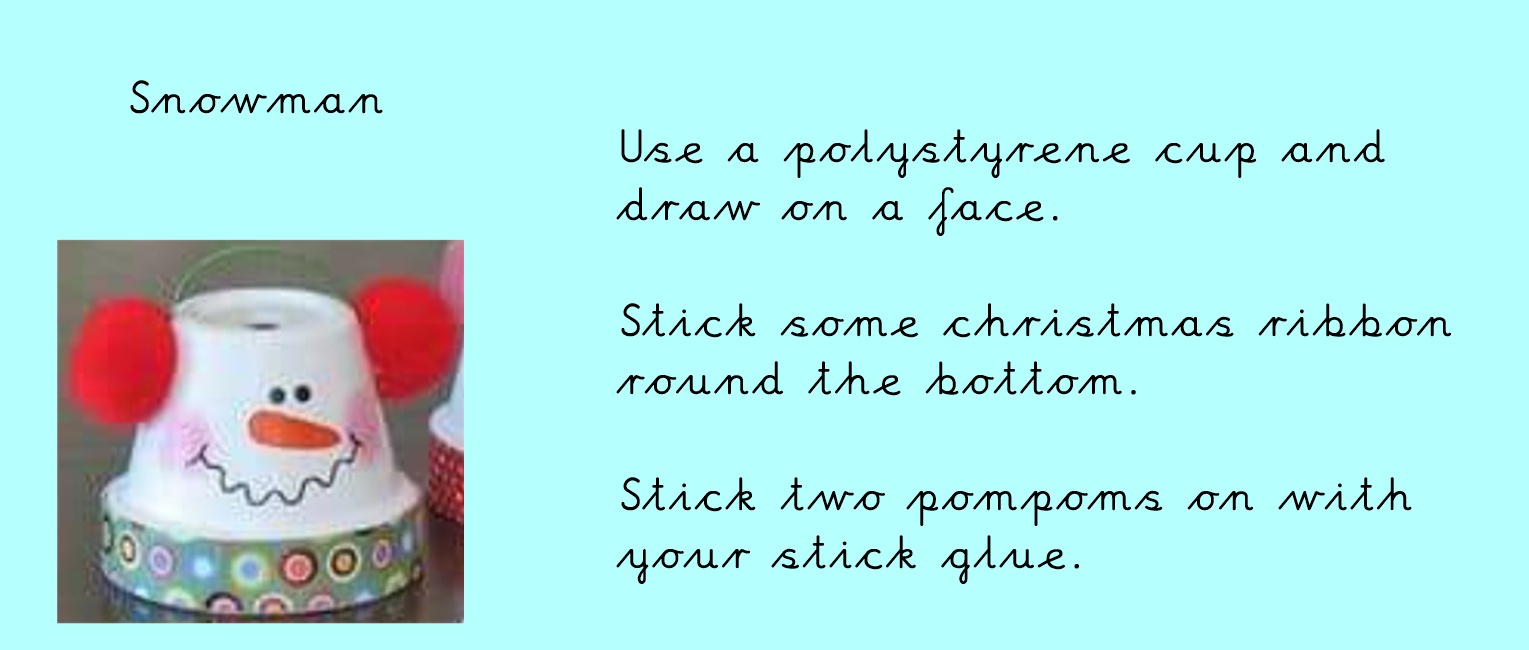 Snowman
Use a polystyrene cup and
draw on a face.
Stick some christmas ribbon
round the bottom.
Stick two pompoms on with
your stick glue.